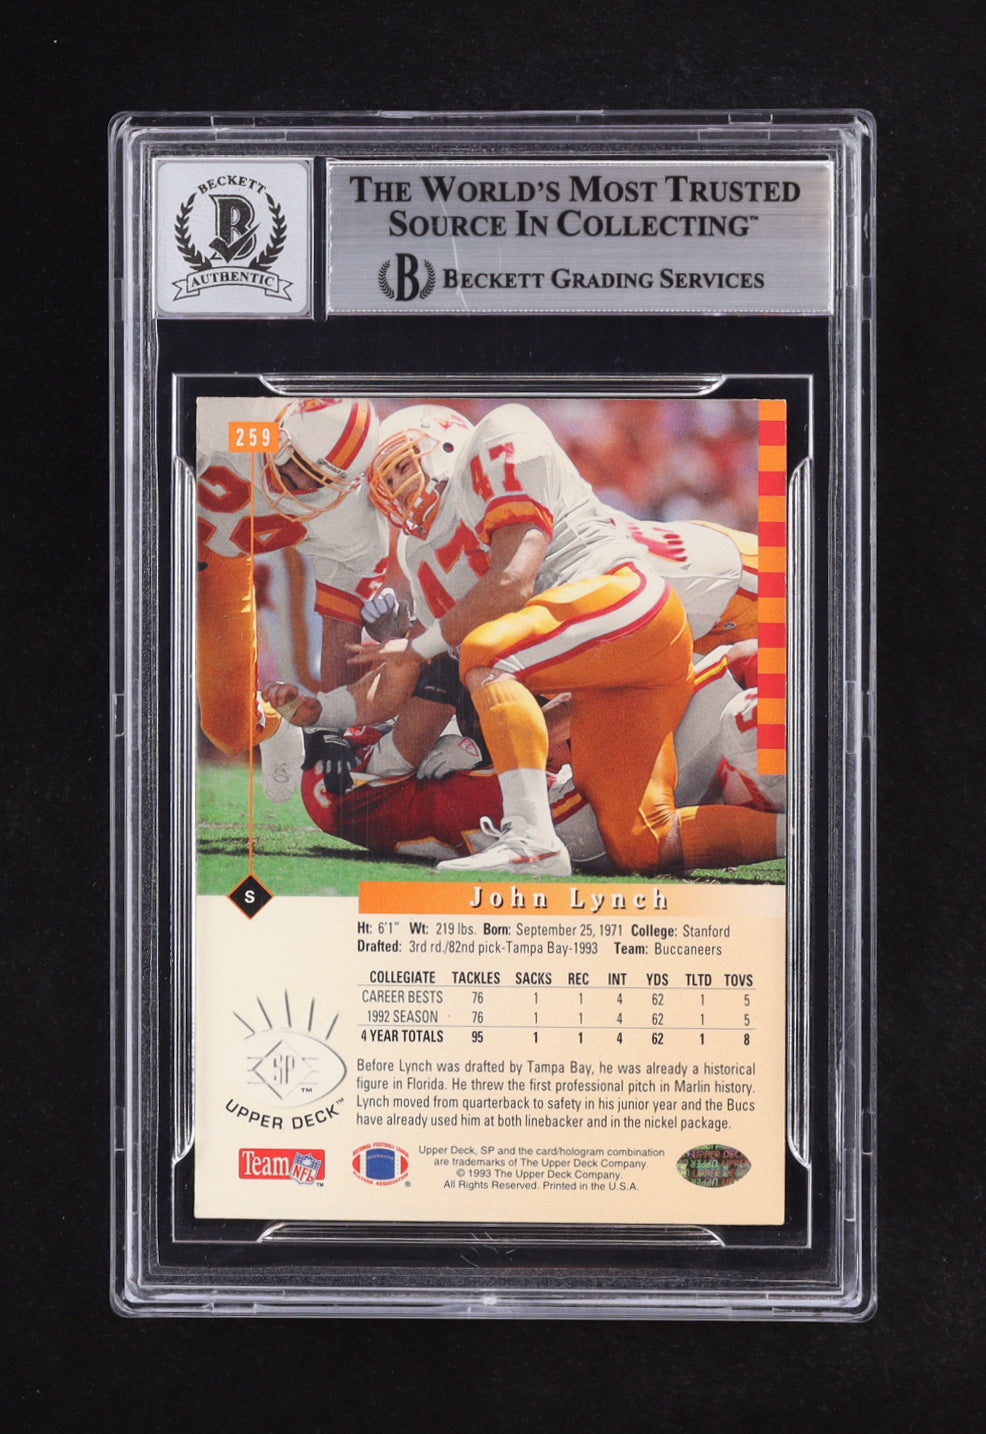 BECKETT
B
AUTHENTIC
THE WORLD'S MOST TRUSTED
SOURCE IN COLLECTING™
B BECKETT GRADING SERVICES
259
47
47
S
John Lynch
Ht: 6'1" Wt: 219 lbs. Born: September 25, 1971 College: Stanford
Drafted: 3rd rd./82nd pick-Tampa Bay-1993 Team: Buccaneers
COLLEGIATE TACKLES SACKS REC INT YDS TLTD TOVS
CAREER BESTS 76 1 1 4 62 1 5
1992 SEASON 76 1 1 4 62 1 5
4 YEAR TOTALS 95 1 1 4 62 1 8
Before Lynch was drafted by Tampa Bay, he was already a historical
figure in Florida. He threw the first professional pitch in Marlin history.
Lynch moved from quarterback to safety in his junior year and the Bucs
have already used him at both linebacker and in the nickel package.
SP™
UPPER DECK™
Team NFL™
Upper Deck, SP and the card/hologram combination
are trademarks of The Upper Deck Company.
© 1993 The Upper Deck Company.
All Rights Reserved. Printed in the U.S.A.
UPPER DECK